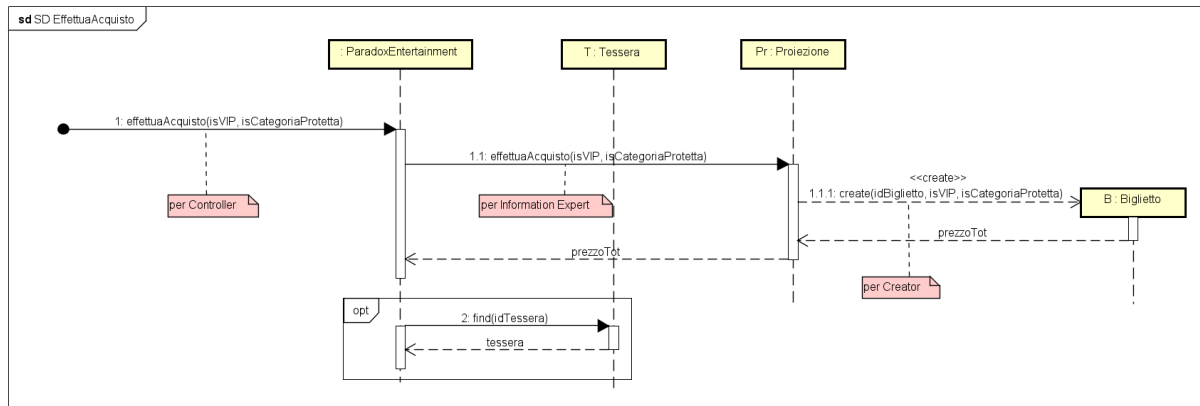 sd SD EffettuaAcquisto
: ParadoxEntertainment
T : Tessera
Pr : Proiezione
1: effettuaAcquisto(isVIP, isCategoriaProtetta)
1.1: effettuaAcquisto(isVIP, isCategoriaProtetta)
<<create>>
1.1.1: create(idBiglietto, isVIP, isCategoriaProtetta)
B : Biglietto
per Controller
per Information Expert
prezzoTot
prezzoTot
per Creator
opt
2: find(idTessera)
tessera